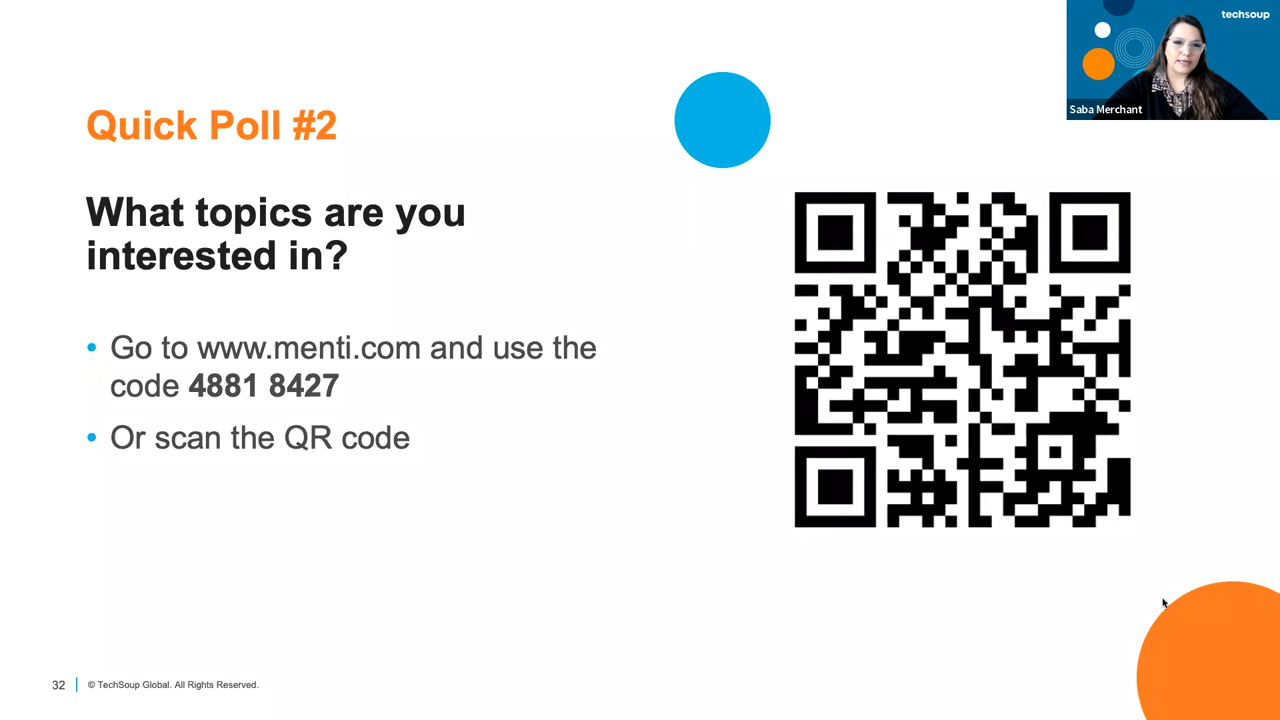 techsoup
Saba Merchant
Quick Poll #2
What topics are you
interested in?
• Go to www.menti.com and use the
code 4881 8427
• Or scan the QR code
32
© TechSoup Global. All Rights Reserved.